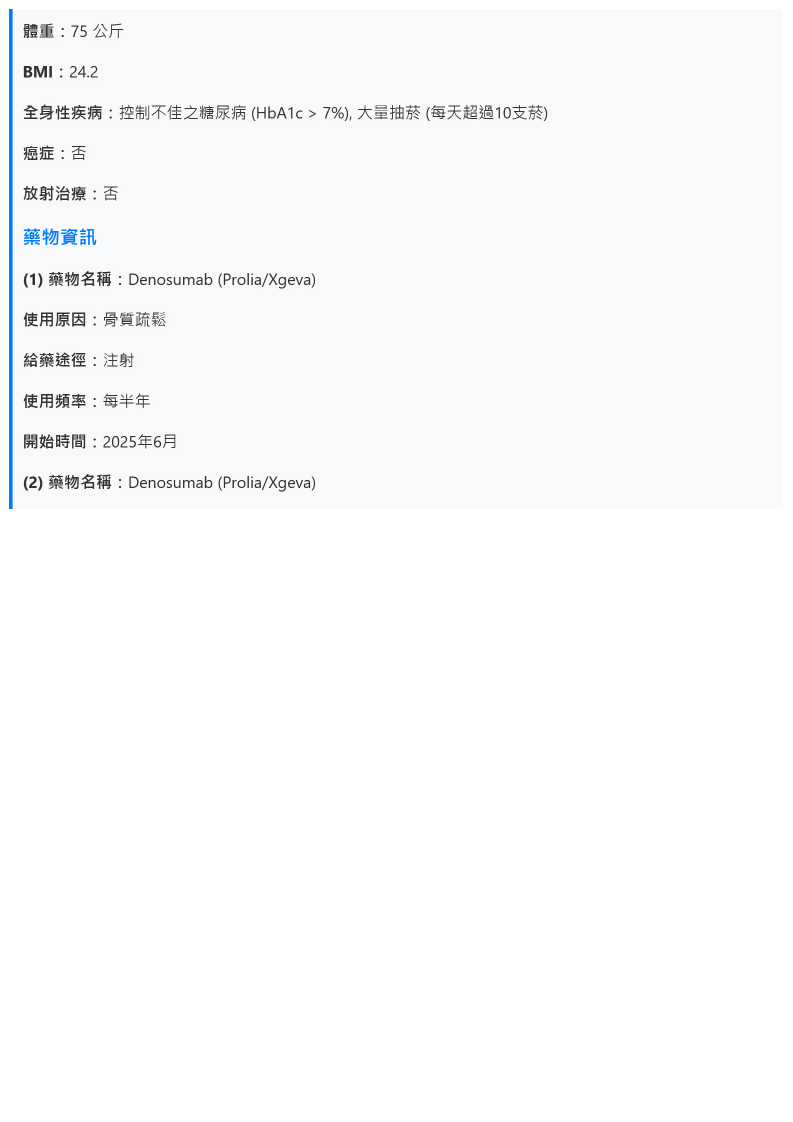 體重：75 公斤
BMI：24.2
全身性疾病：控制不佳之糖尿病 (HbA1c > 7%), 大量抽菸 (每天超過10支菸)
癌症：否
放射治療：否
藥物資訊
(1) 藥物名稱：Denosumab (Prolia/Xgeva)
使用原因：骨質疏鬆
給藥途徑：注射
使用頻率：每半年
開始時間：2025年6月
(2) 藥物名稱：Denosumab (Prolia/Xgeva)